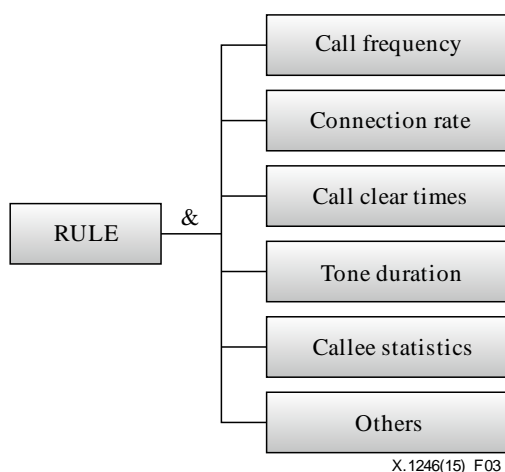 Call frequency
Connection rate
Call clear times
&
RULE
Tone duration
Callee statistics
Others
X.1246(15)_F03